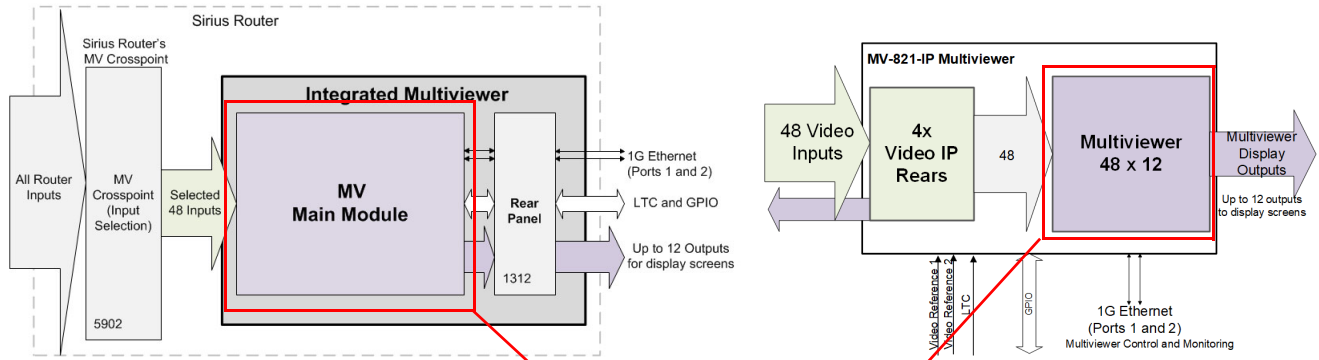 Sirius Router
Sirius Router's
MV Crosspoint
All Router
Inputs
MV
Crosspoint
(Input
Selection)
5902
Selected
48 Inputs
Integrated Multiviewer
MV
Main Module
Rear
Panel
1312
1G Ethernet
(Ports 1 and 2)
LTC and GPIO
Up to 12 Outputs
for display screens
MV-821-IP Multiviewer
48 Video
Inputs
4x
Video IP
Rears
48
Multiviewer
48 x 12
Multiviewer
Display
Outputs
Up to 12 outputs
to display screens
Video Reference 1
Video Reference 2
LTC
GPIO
1G Ethernet
(Ports 1 and 2)
Multiviewer Control and Monitoring